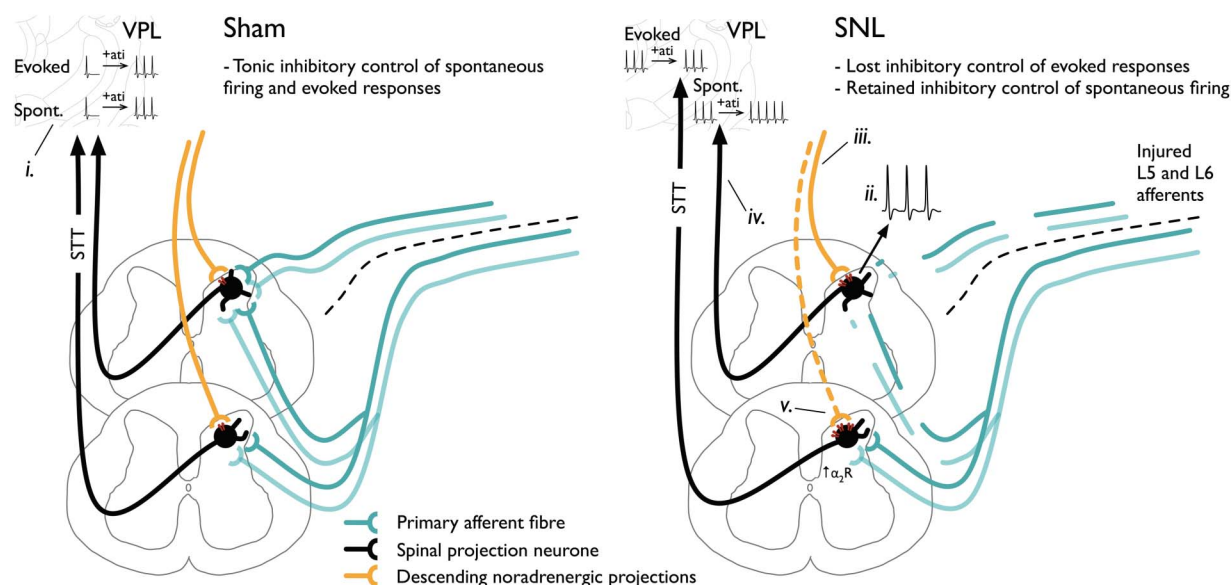 VPL
Sham
Evoked
+ati
Spont.
+ati
- Tonic inhibitory control of spontaneous
firing and evoked responses
i.
STT
Evoked
+ati
VPL
SNL
Spont.
+ati
- Lost inhibitory control of evoked responses
- Retained inhibitory control of spontaneous firing
iii.
ii.
iv.
Injured
L5 and L6
afferents
STT
v.
↑α₂R
Primary afferent fibre
Spinal projection neurone
Descending noradrenergic projections